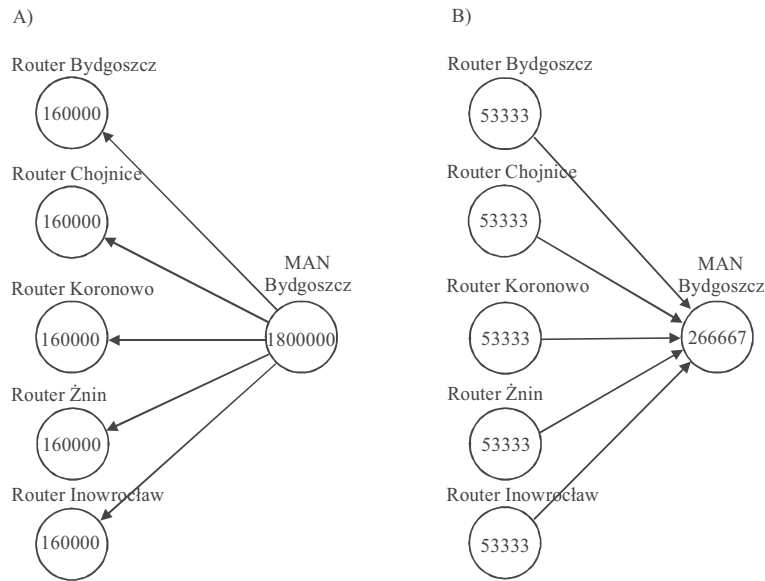 A)
Router Bydgoszcz
160000
Router Chojnice
160000
Router Koronowo
160000
Router Żnin
160000
Router Inowrocław
160000
MAN
Bydgoszcz
1800000
B)
Router Bydgoszcz
53333
Router Chojnice
53333
Router Koronowo
53333
Router Żnin
53333
Router Inowrocław
53333
MAN
Bydgoszcz
266667